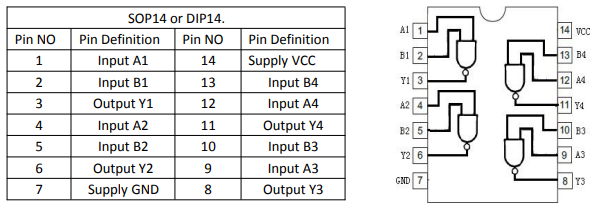 SOP14 or DIP14.
Pin NO Pin Definition Pin NO Pin Definition
1 Input A1 14 Supply VCC
2 Input B1 13 Input B4
3 Output Y1 12 Input A4
4 Input A2 11 Output Y4
5 Input B2 10 Input B3
6 Output Y2 9 Input A3
7 Supply GND 8 Output Y3
A1 1 14 VCC
B1 2 13 B4
Y1 3 12 A4
A2 4 11 Y4
B2 5 10 B3
Y2 6 9 A3
GND 7 8 Y3